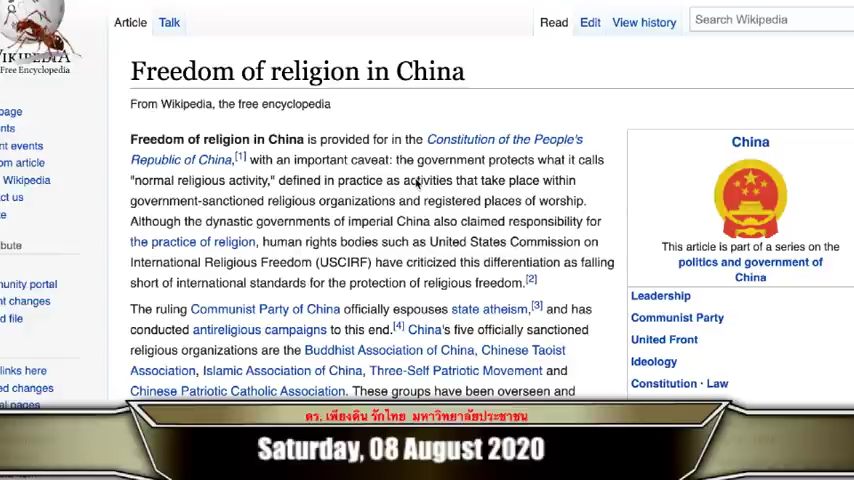 Article Talk Read Edit View history Search Wikipedia
WIKIPEDIA
Free Encyclopedia
Freedom of religion in China
From Wikipedia, the free encyclopedia
Freedom of religion in China is provided for in the Constitution of the People's
Republic of China,[1] with an important caveat: the government protects what it calls
"normal religious activity," defined in practice as activities that take place within
government-sanctioned religious organizations and registered places of worship.
Although the dynastic governments of imperial China also claimed responsibility for
the practice of religion, human rights bodies such as United States Commission on
International Religious Freedom (USCIRF) have criticized this differentiation as falling
short of international standards for the protection of religious freedom.[2]
The ruling Communist Party of China officially espouses state atheism,[3] and has
conducted antireligious campaigns to this end.[4] China's five officially sanctioned
religious organizations are the Buddhist Association of China, Chinese Taoist
Association, Islamic Association of China, Three-Self Patriotic Movement and
Chinese Patriotic Catholic Association. These groups have been overseen and
China
This article is part of a series on the
politics and government of
China
Leadership
Communist Party
United Front
Ideology
Constitution · Law
page
nts
nt events
om article
Wikipedia
ct us
te
bute
unity portal
nt changes
d file
links here
ed changes
al pages
ดร. เพียงดิน รักไทย มหาวิทยาลัยประชาชน
Saturday, 08 August 2020